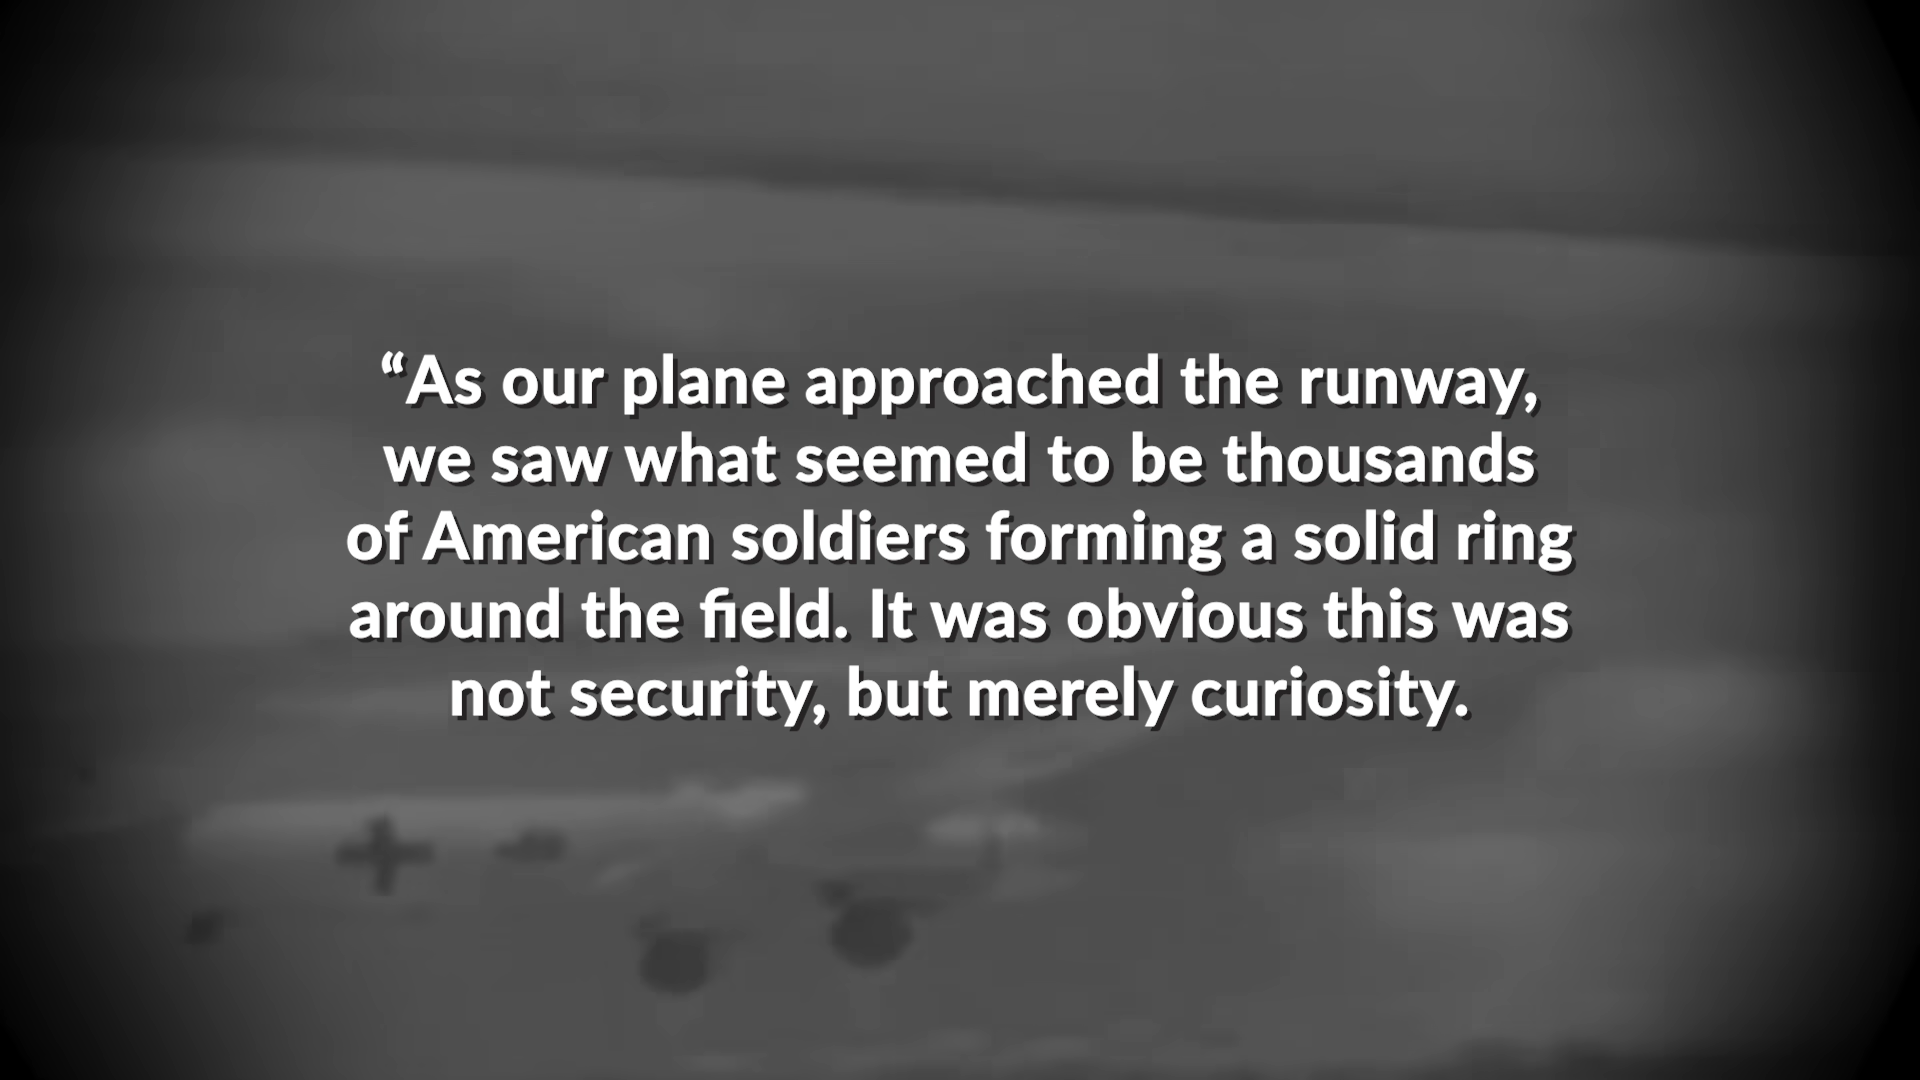 “As our plane approached the runway,
we saw what seemed to be thousands
of American soldiers forming a solid ring
around the field. It was obvious this was
not security, but merely curiosity.